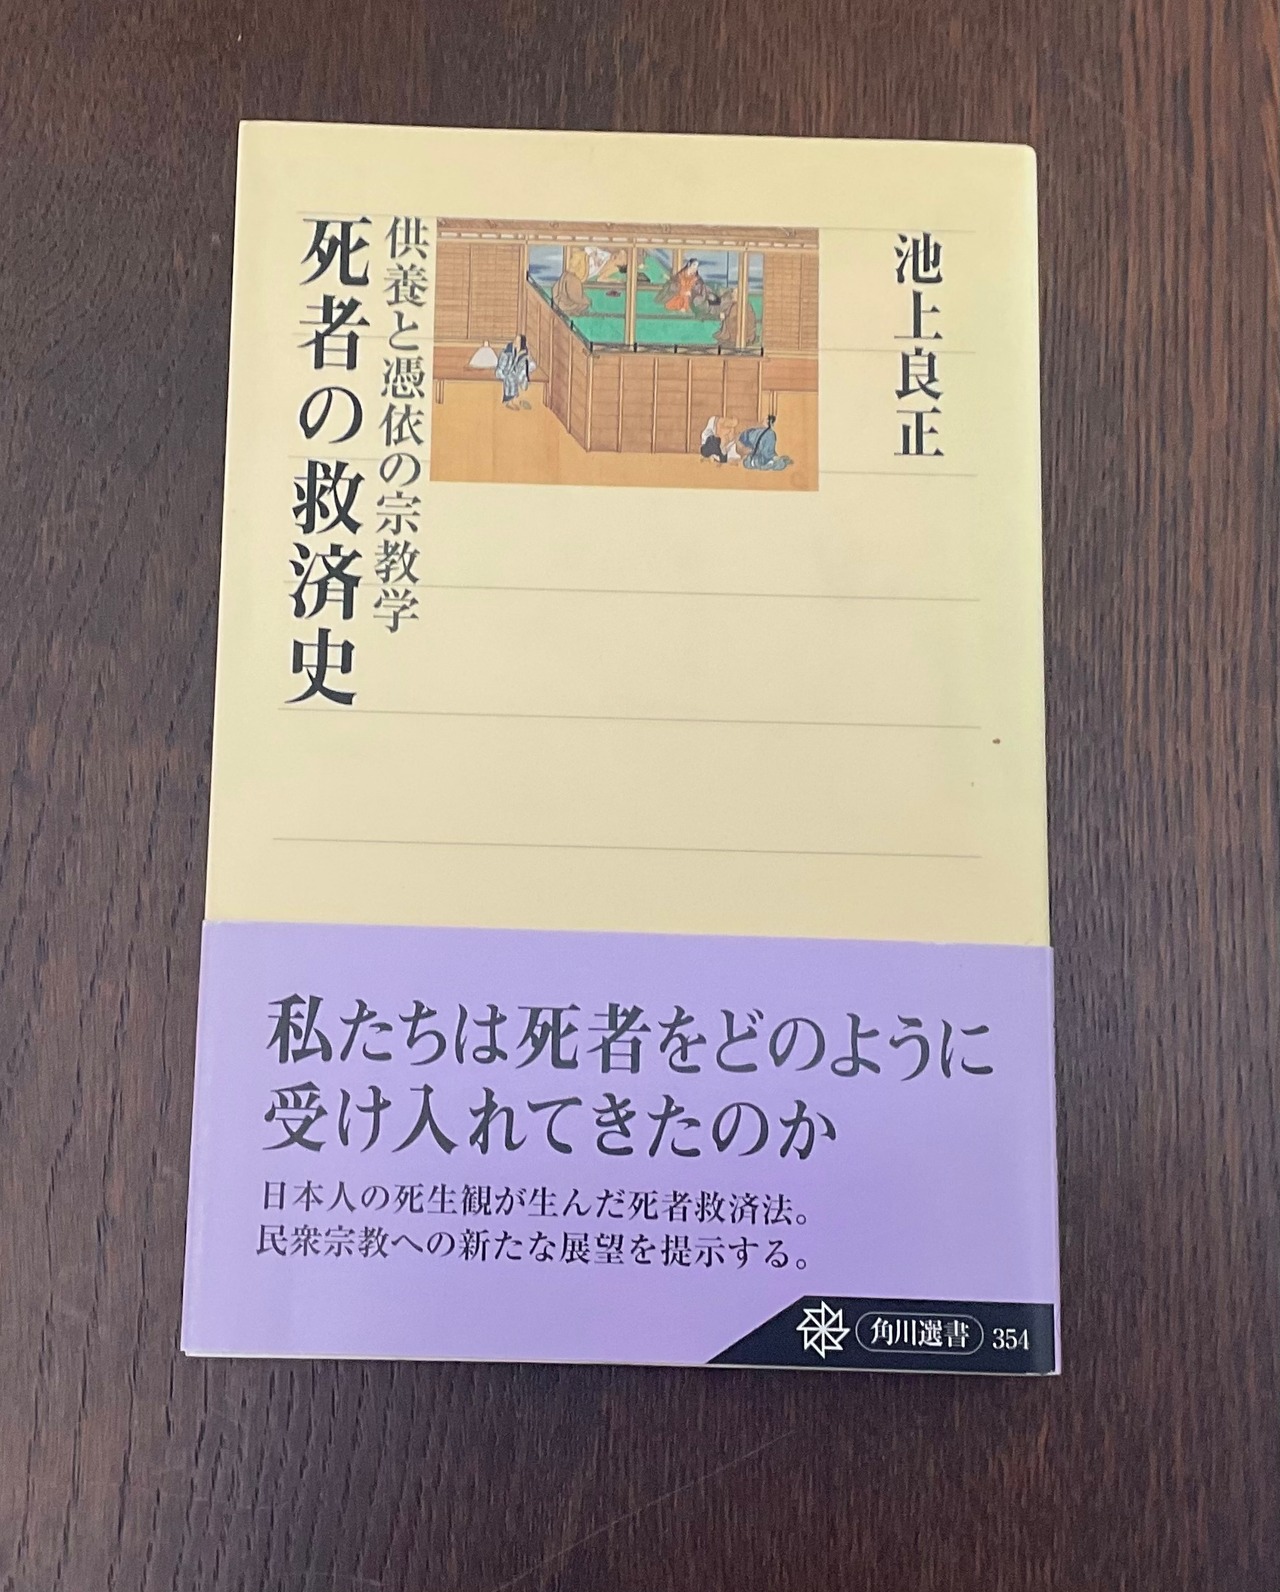 池上良正
供養と憑依の宗教学
死者の救済史
私たちは死者をどのように
受け入れてきたのか
日本人の死生観が生んだ死者救済法。
民衆宗教への新たな展望を提示する。
角川選書 354